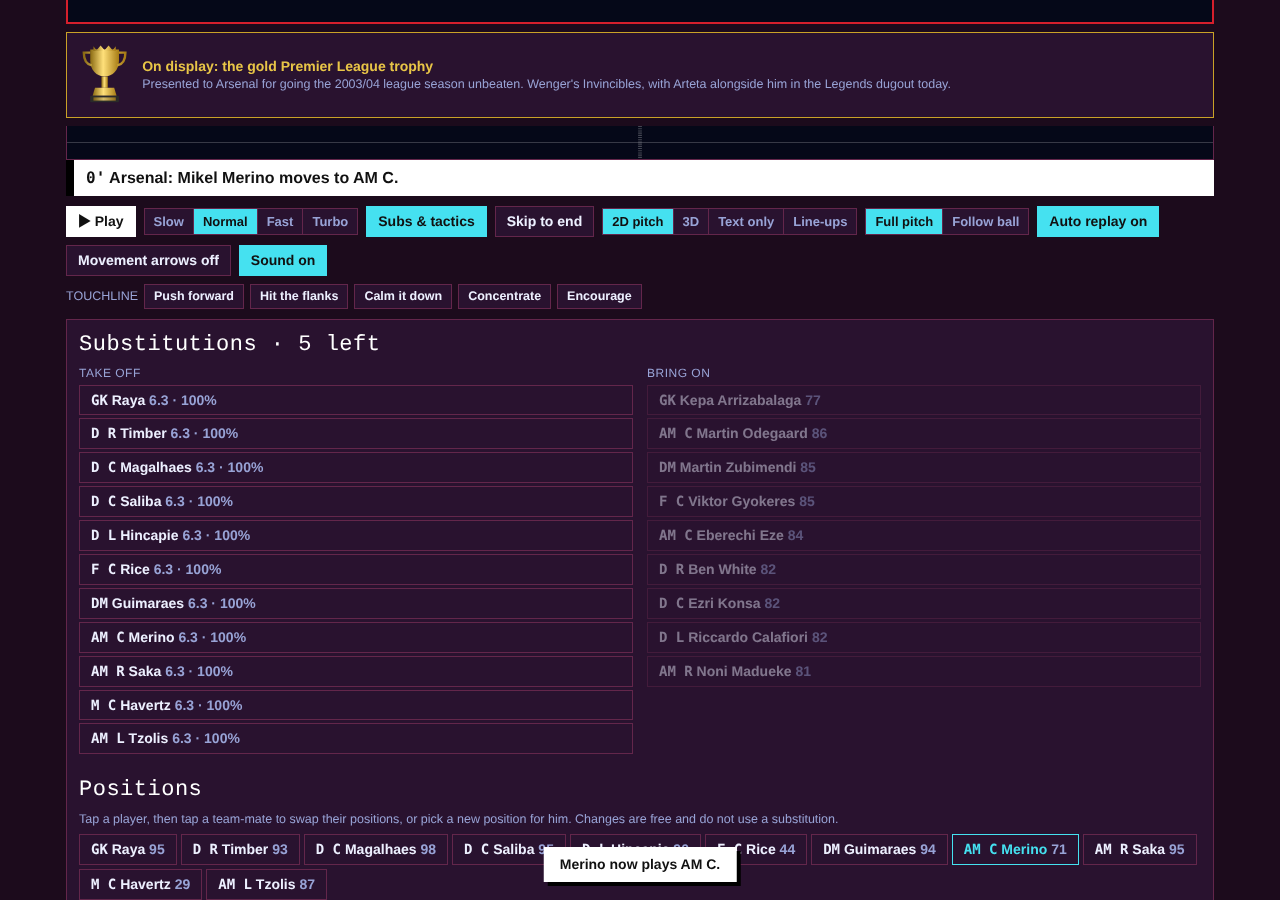 On display: the gold Premier League trophy
Presented to Arsenal for going the 2003/04 league season unbeaten. Wenger's Invincibles, with Arteta alongside him in the Legends dugout today.
0' Arsenal: Mikel Merino moves to AM C.
▶ Play Slow Normal Fast Turbo Subs & tactics Skip to end 2D pitch 3D Text only Line-ups Full pitch Follow ball Auto replay on
Movement arrows off Sound on
TOUCHLINE Push forward Hit the flanks Calm it down Concentrate Encourage
Substitutions · 5 left
TAKE OFF
GK Raya 6.3 · 100%
D R Timber 6.3 · 100%
D C Magalhaes 6.3 · 100%
D C Saliba 6.3 · 100%
D L Hincapie 6.3 · 100%
F C Rice 6.3 · 100%
DM Guimaraes 6.3 · 100%
AM C Merino 6.3 · 100%
AM R Saka 6.3 · 100%
M C Havertz 6.3 · 100%
AM L Tzolis 6.3 · 100%
BRING ON
GK Kepa Arrizabalaga 77
AM C Martin Odegaard 86
DM Martin Zubimendi 85
F C Viktor Gyokeres 85
AM C Eberechi Eze 84
D R Ben White 82
D C Ezri Konsa 82
D L Riccardo Calafiori 82
AM R Noni Madueke 81
Positions
Tap a player, then tap a team-mate to swap their positions, or pick a new position for him. Changes are free and do not use a substitution.
GK Raya 95 D R Timber 93 D C Magalhaes 98 D C Saliba Rice 44 DM Guimaraes 94 AM C Merino 71 AM R Saka 95
Merino now plays AM C.
M C Havertz 29 AM L Tzolis 87